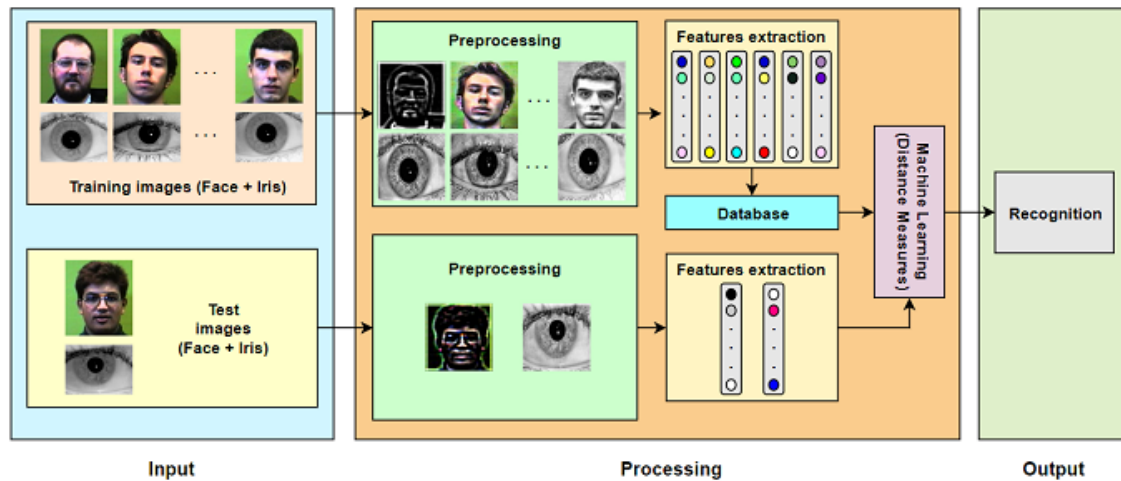 Preprocessing
Features extraction
. . .
. . .
. . .
. . .
Training images (Face + Iris)
Database
Machine Learning
(Distance Measures)
Recognition
Test
images
(Face + Iris)
Preprocessing
Features extraction
Input
Processing
Output